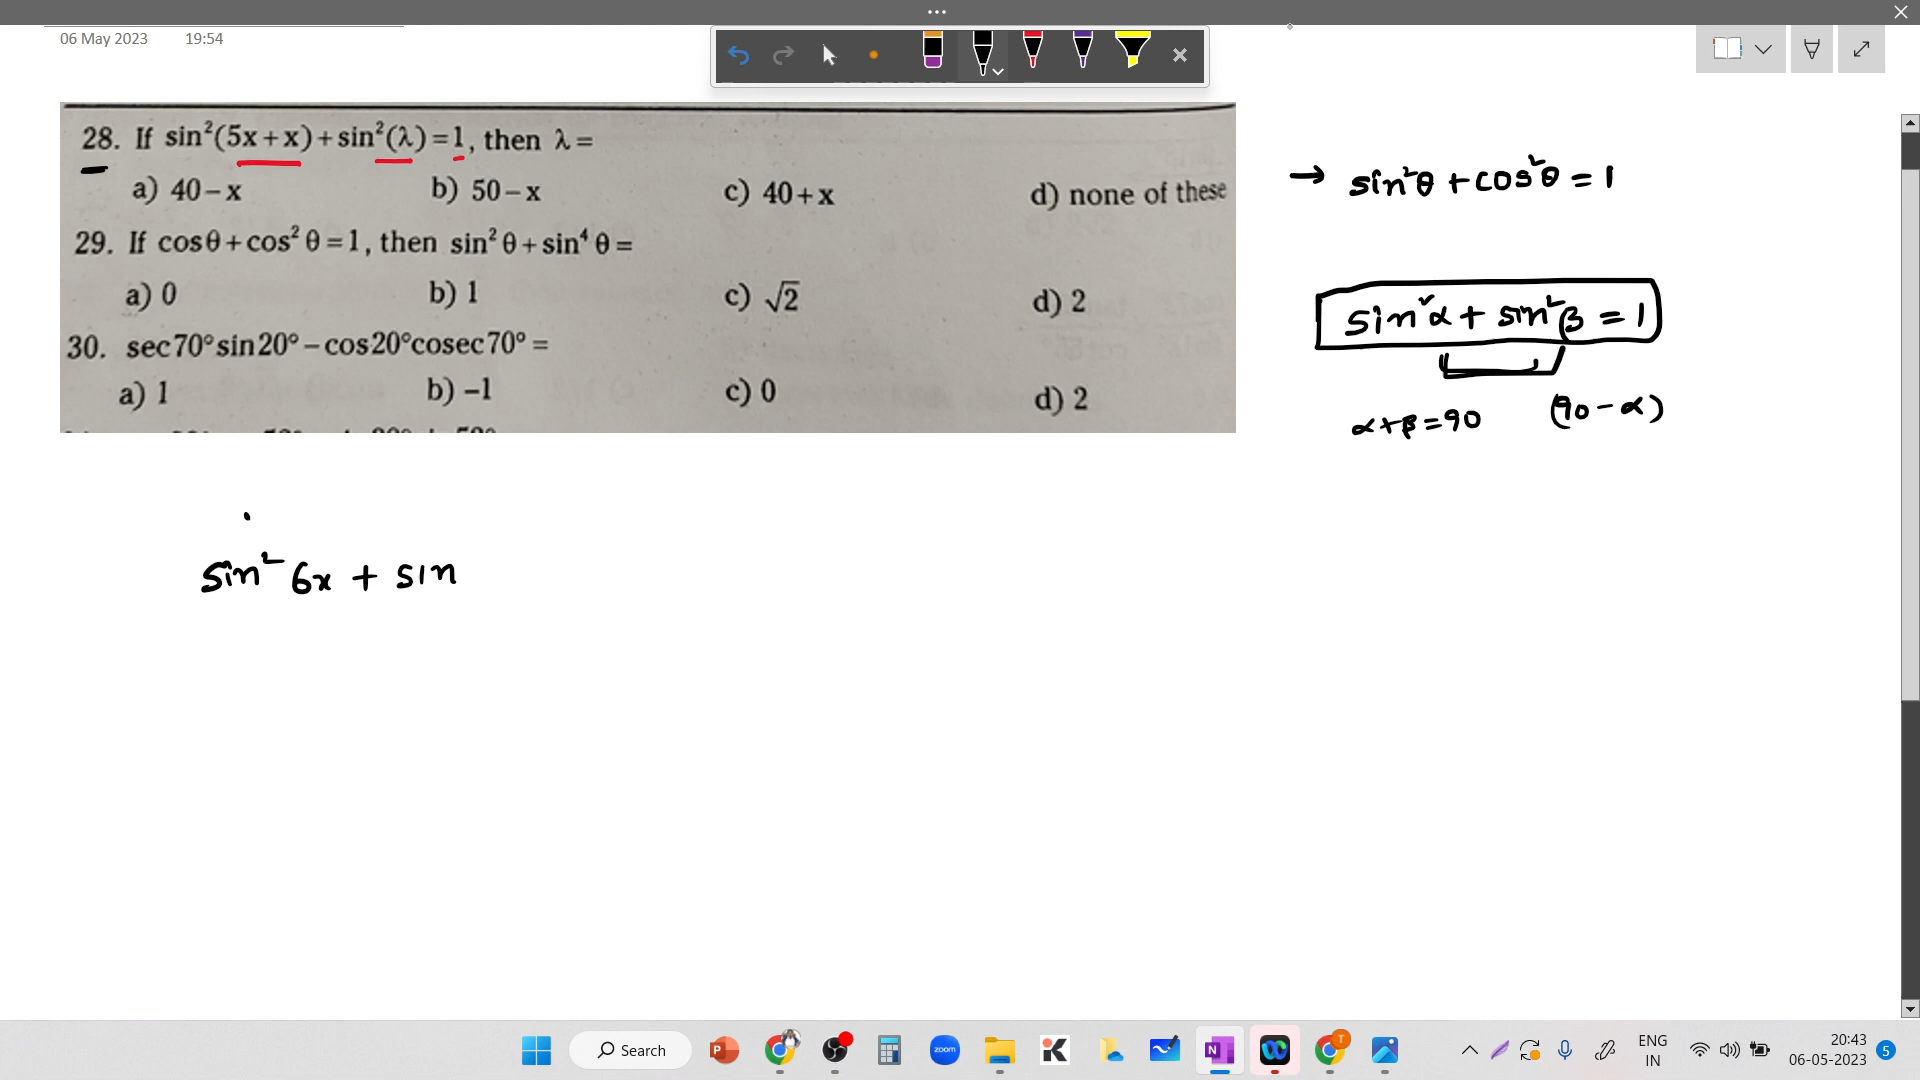 06 May 2023 19:54
28. If sin²(5x+x)+sin²(λ)=1, then λ=
a) 40-x b) 50-x c) 40+x d) none of these
29. If cosθ+cos²θ=1, then sin²θ+sin⁴θ=
a) 0 b) 1 c) √2 d) 2
30. sec70°sin20°-cos20°cosec70°=
a) 1 b) -1 c) 0 d) 2
→ sin²θ + cos²θ = 1
sin²α + sin²β = 1
α+β=90 (90-α)
sin² 6x + sin
Search
zoom
ENG
IN
20:43
06-05-2023
5